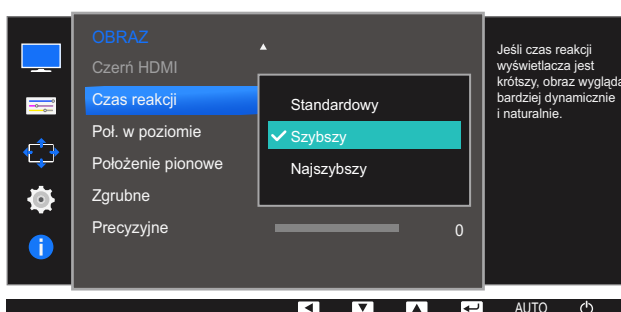 OBRAZ
Czerń HDMI
Czas reakcji
Poł. w poziomie
Położenie pionowe
Zgrubne
Precyzyjne
Standardowy
Szybszy
Najszybszy
0
Jeśli czas reakcji
wyświetlacza jest
krótszy, obraz wygląda
bardziej dynamicznie
i naturalnie.
AUTO